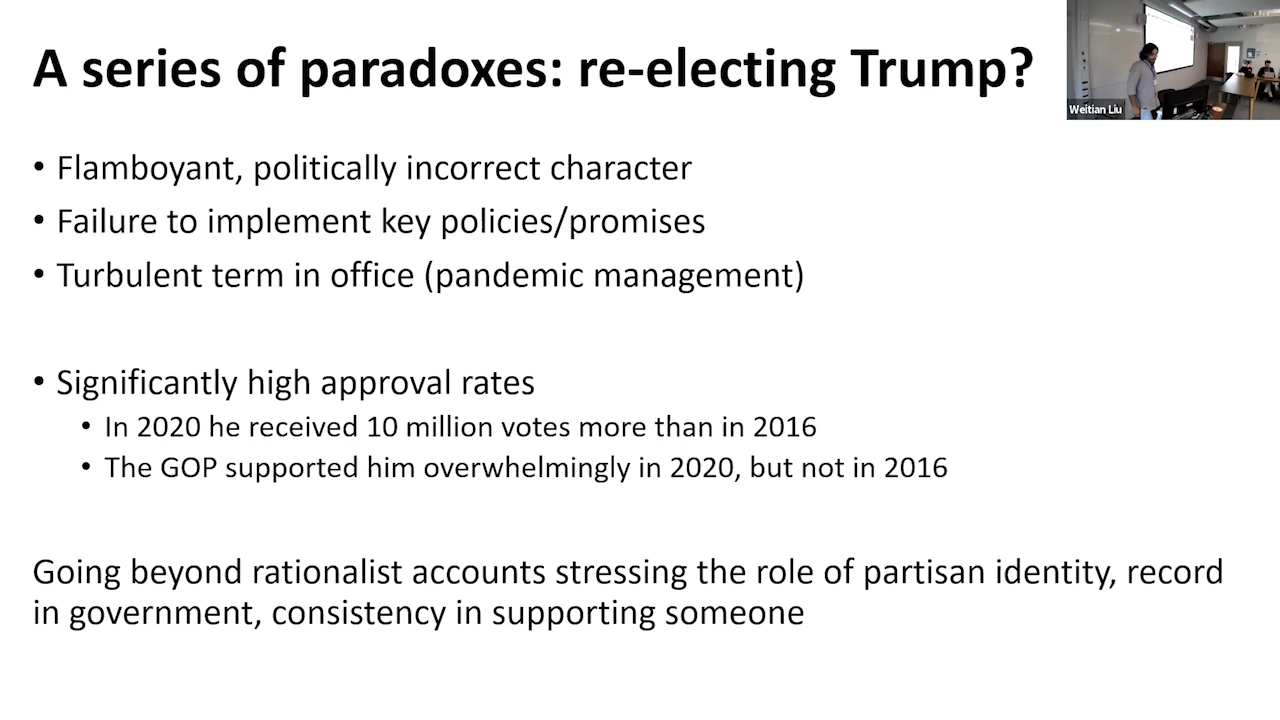 A series of paradoxes: re-electing Trump?
Weitian Liu
• Flamboyant, politically incorrect character
• Failure to implement key policies/promises
• Turbulent term in office (pandemic management)
• Significantly high approval rates
• In 2020 he received 10 million votes more than in 2016
• The GOP supported him overwhelmingly in 2020, but not in 2016
Going beyond rationalist accounts stressing the role of partisan identity, record
in government, consistency in supporting someone